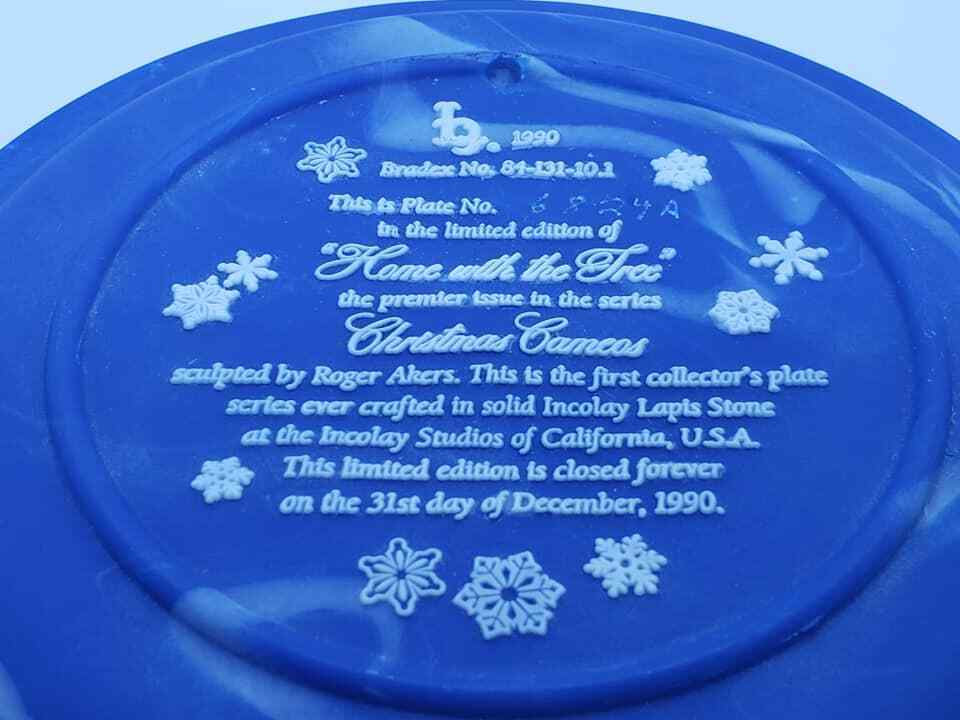 b. 1990
Bradex No. 84-131-10.1
This is Plate No. 6824A
in the limited edition of
"Home with the Tree"
the premier issue in the series
Christmas Cameos
sculpted by Roger Akers. This is the first collector's plate
series ever crafted in solid Incolay Lapis Stone
at the Incolay Studios of California, U.S.A.
This limited edition is closed forever
on the 31st day of December, 1990.